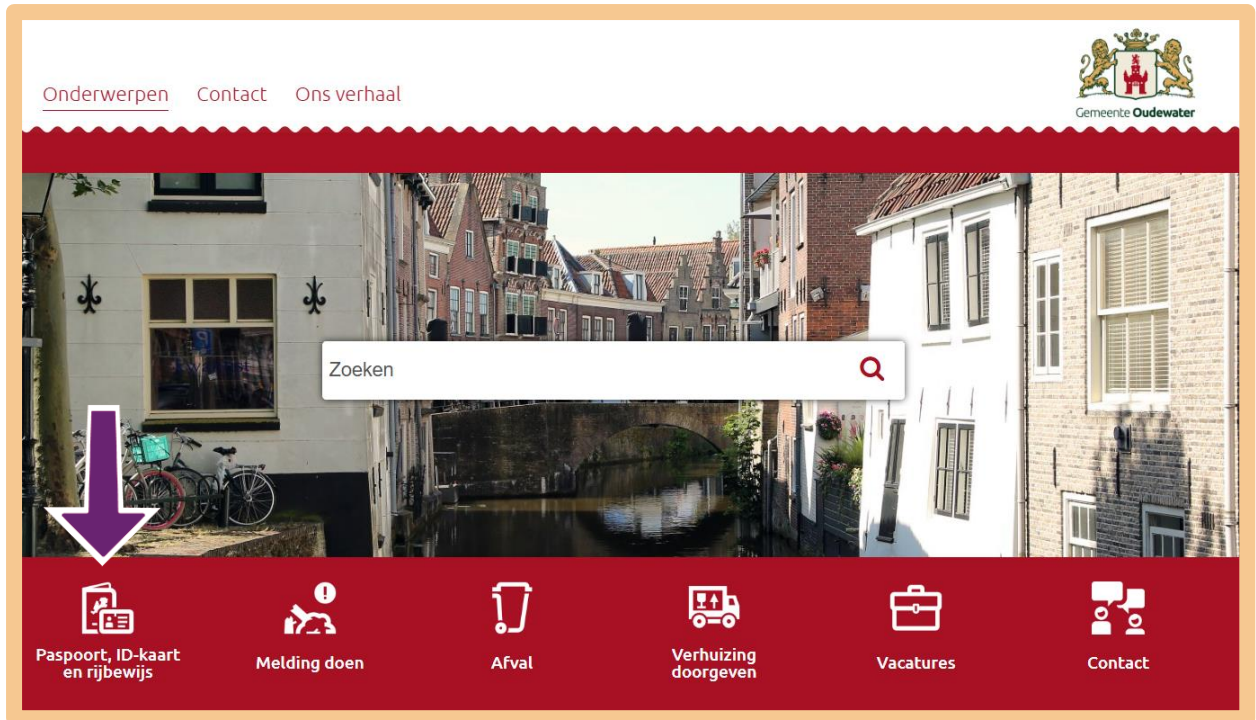 Onderwerpen Contact Ons verhaal
Gemeente Oudewater
Zoeken
Paspoort, ID-kaart
en rijbewijs
Melding doen
Afval
Verhuizing
doorgeven
Vacatures
Contact